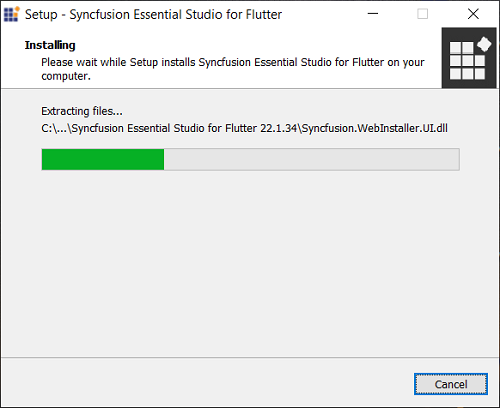 Setup - Syncfusion Essential Studio for Flutter
Installing
Please wait while Setup installs Syncfusion Essential Studio for Flutter on your
computer.
Extracting files...
C:\...\Syncfusion Essential Studio for Flutter 22.1.34\Syncfusion.WebInstaller.UI.dll
Cancel